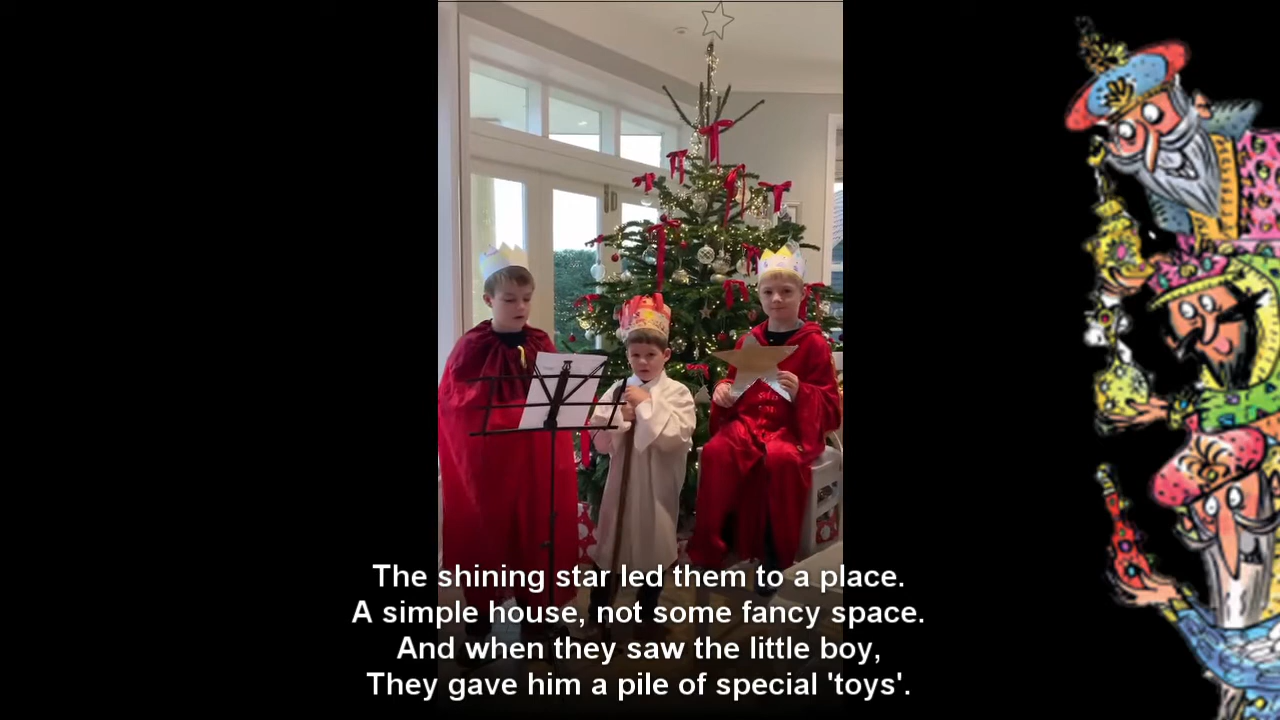 The shining star led them to a place.
A simple house, not some fancy space.
And when they saw the little boy,
They gave him a pile of special 'toys'.